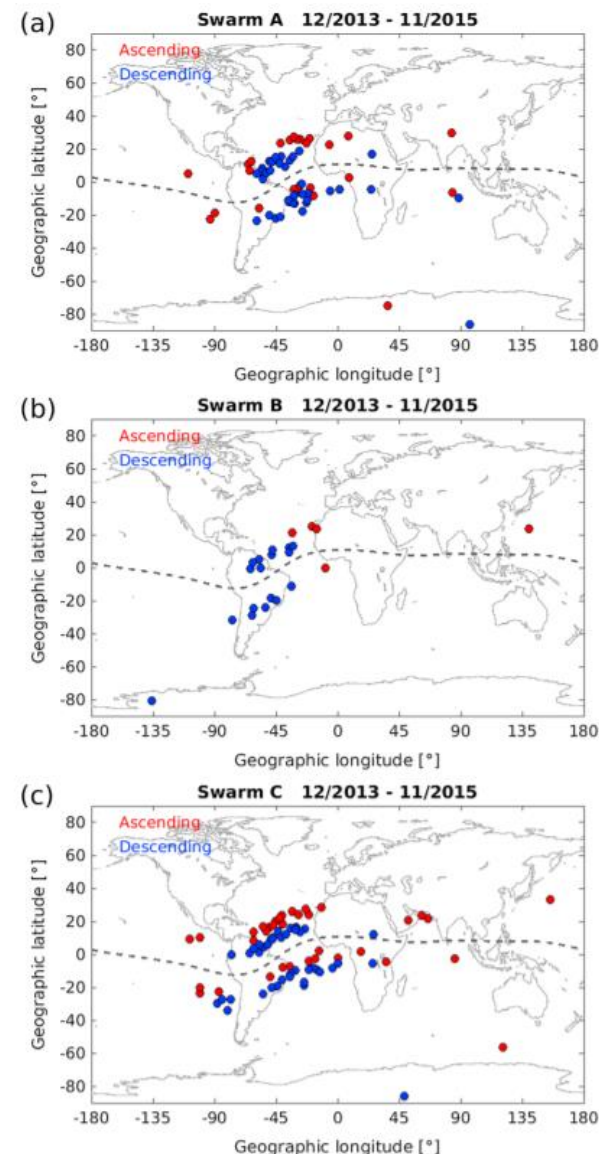 (a)
Swarm A 12/2013 - 11/2015
Ascending
Descending
Geographic latitude [°]
80
60
40
20
0
-20
-40
-60
-80
-180 -135 -90 -45 0 45 90 135 180
Geographic longitude [°]
(b)
Swarm B 12/2013 - 11/2015
Ascending
Descending
Geographic latitude [°]
80
60
40
20
0
-20
-40
-60
-80
-180 -135 -90 -45 0 45 90 135 180
Geographic longitude [°]
(c)
Swarm C 12/2013 - 11/2015
Ascending
Descending
Geographic latitude [°]
80
60
40
20
0
-20
-40
-60
-80
-180 -135 -90 -45 0 45 90 135 180
Geographic longitude [°]